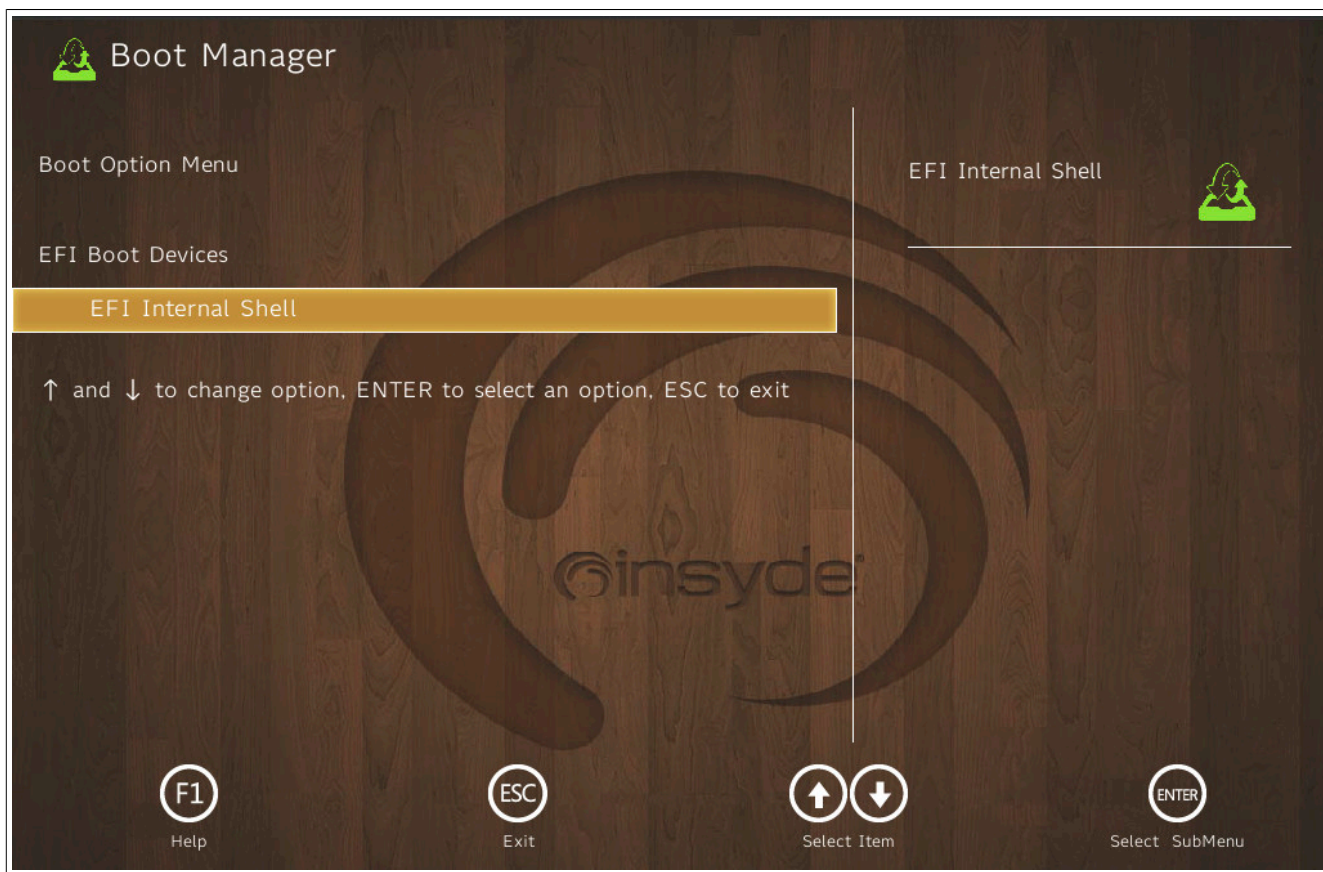 Boot Manager
Boot Option Menu
EFI Boot Devices
EFI Internal Shell
↑ and ↓ to change option, ENTER to select an option, ESC to exit
EFI Internal Shell
insyde®
F1
Help
ESC
Exit
Select Item
ENTER
Select SubMenu